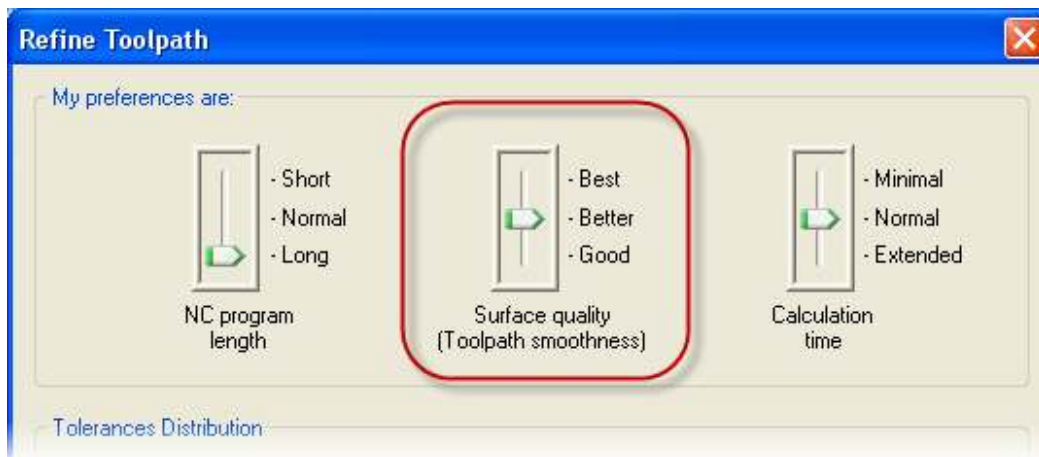 Refine Toolpath
My preferences are:
- Short
- Normal
- Long
NC program
length
- Best
- Better
- Good
Surface quality
(Toolpath smoothness)
- Minimal
- Normal
- Extended
Calculation
time
Tolerances Distribution